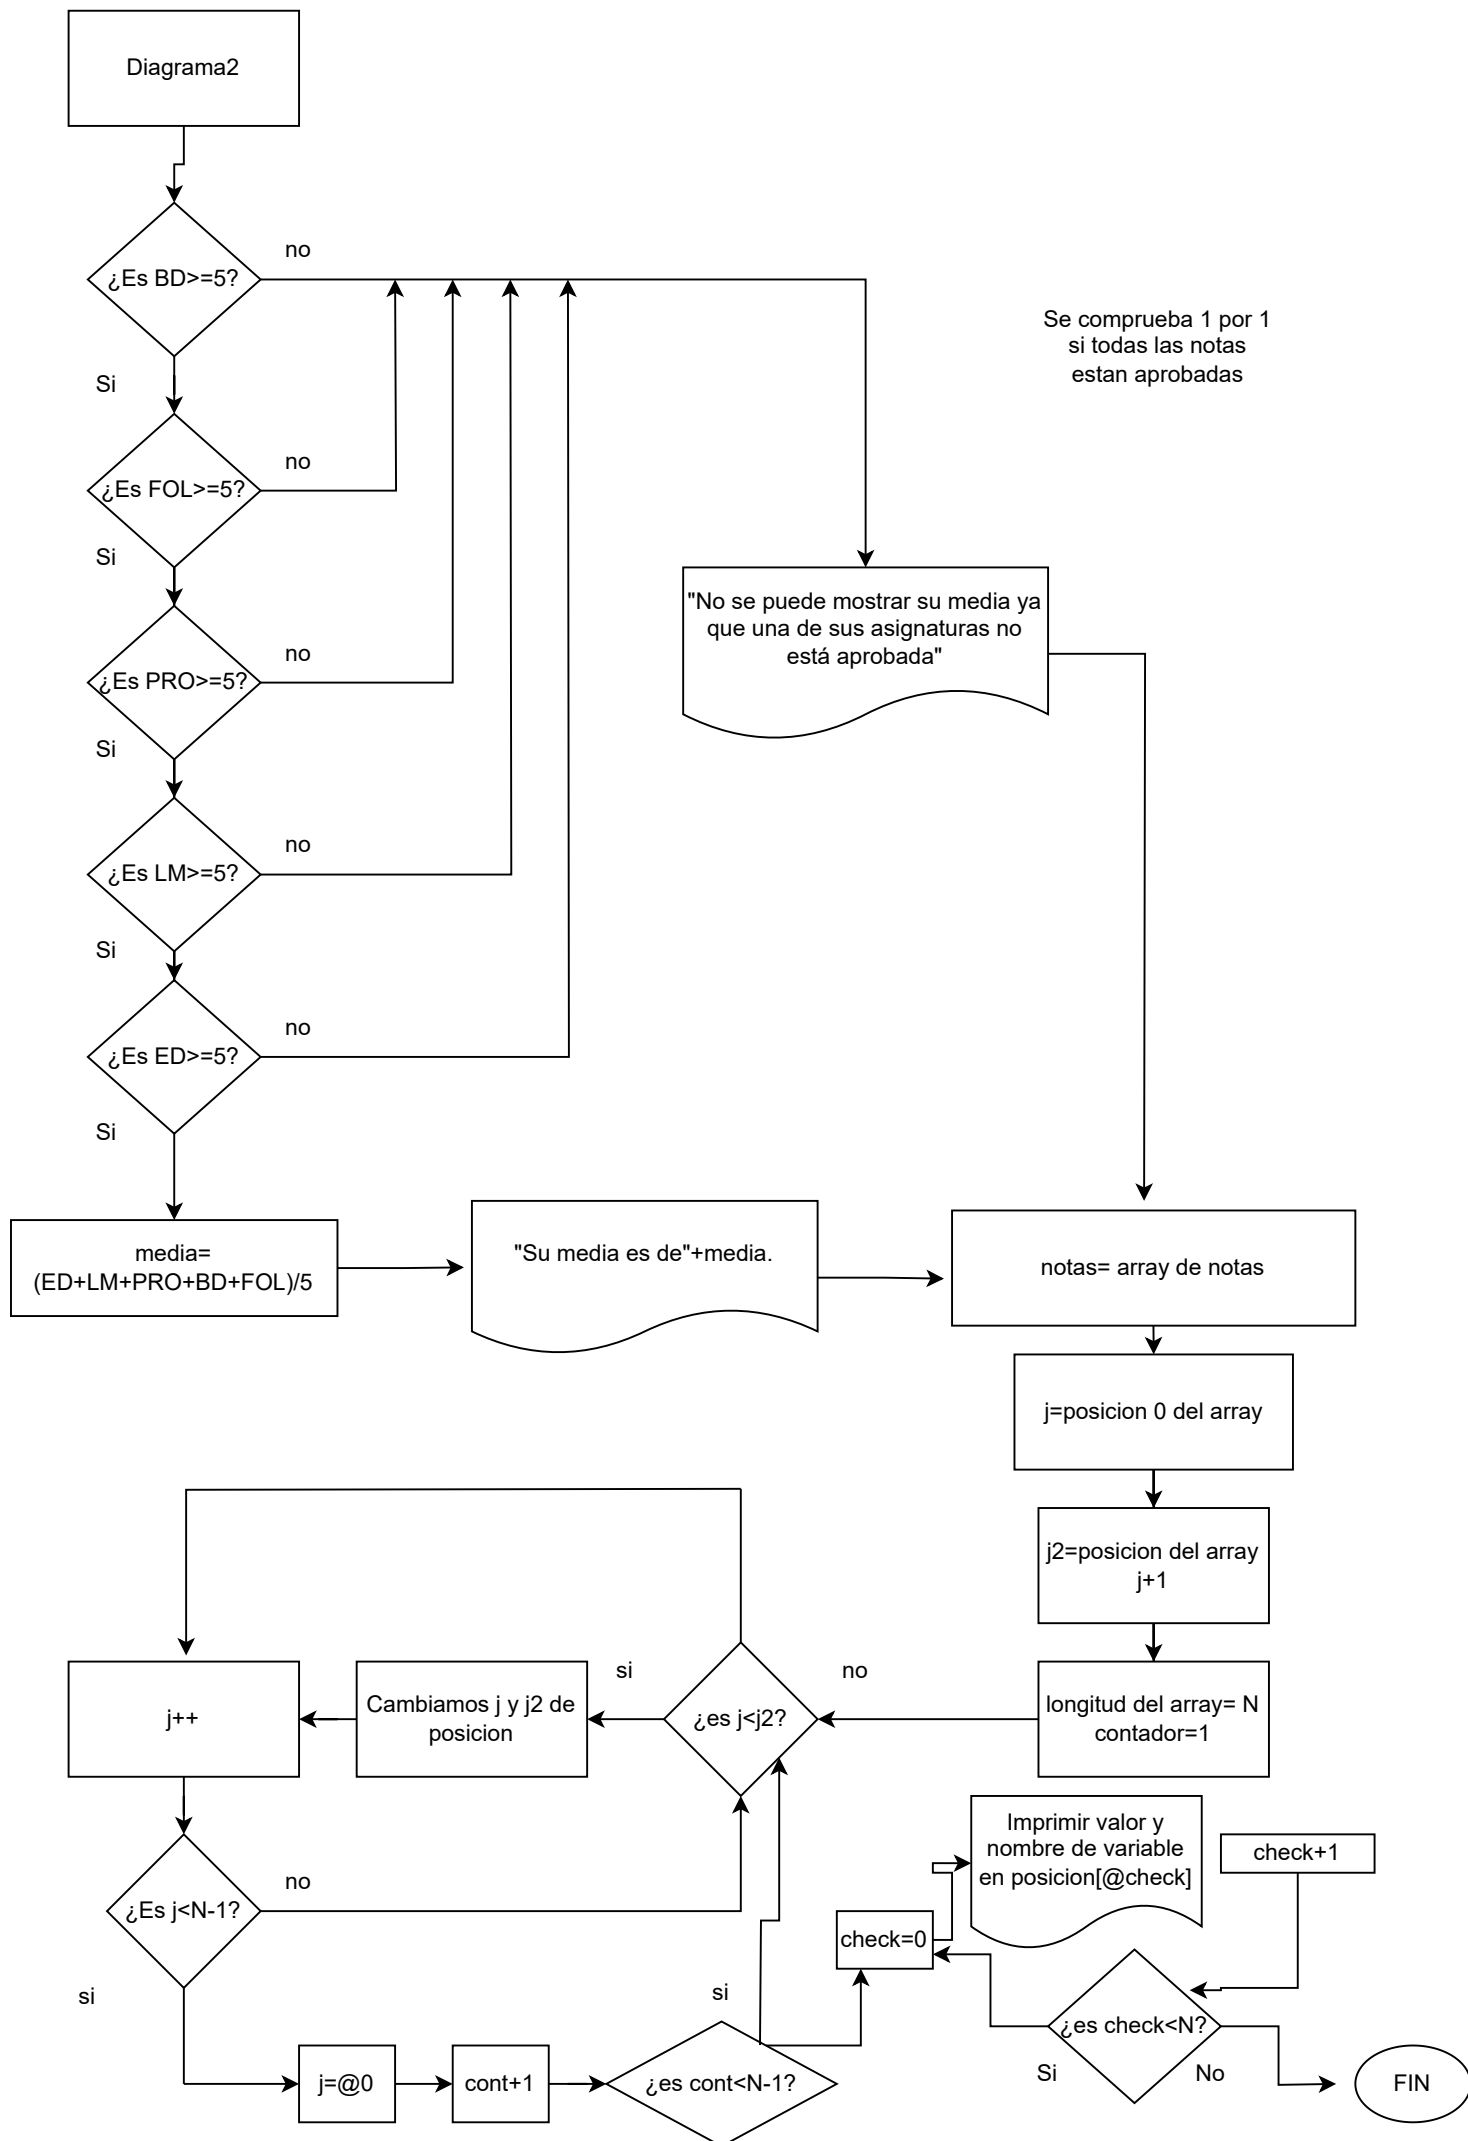 Diagrama2
no
¿Es BD>=5?
Se comprueba 1 por 1
si todas las notas
estan aprobadas
Si
no
¿Es FOL>=5?
Si
"No se puede mostrar su media ya
que una de sus asignaturas no
está aprobada"
no
¿Es PRO>=5?
Si
no
¿Es LM>=5?
Si
no
¿Es ED>=5?
Si
media=
(ED+LM+PRO+BD+FOL)/5
"Su media es de"+media.
notas= array de notas
j=posicion 0 del array
j2=posicion del array
j+1
longitud del array= N
contador=1
no
¿es j<j2?
si
Cambiamos j y j2 de
posicion
j++
¿Es j<N-1?
no
si
j=@0
cont+1
¿es cont<N-1?
si
check=0
Imprimir valor y
nombre de variable
en posicion[@check]
check+1
¿es check<N?
Si
No
FIN